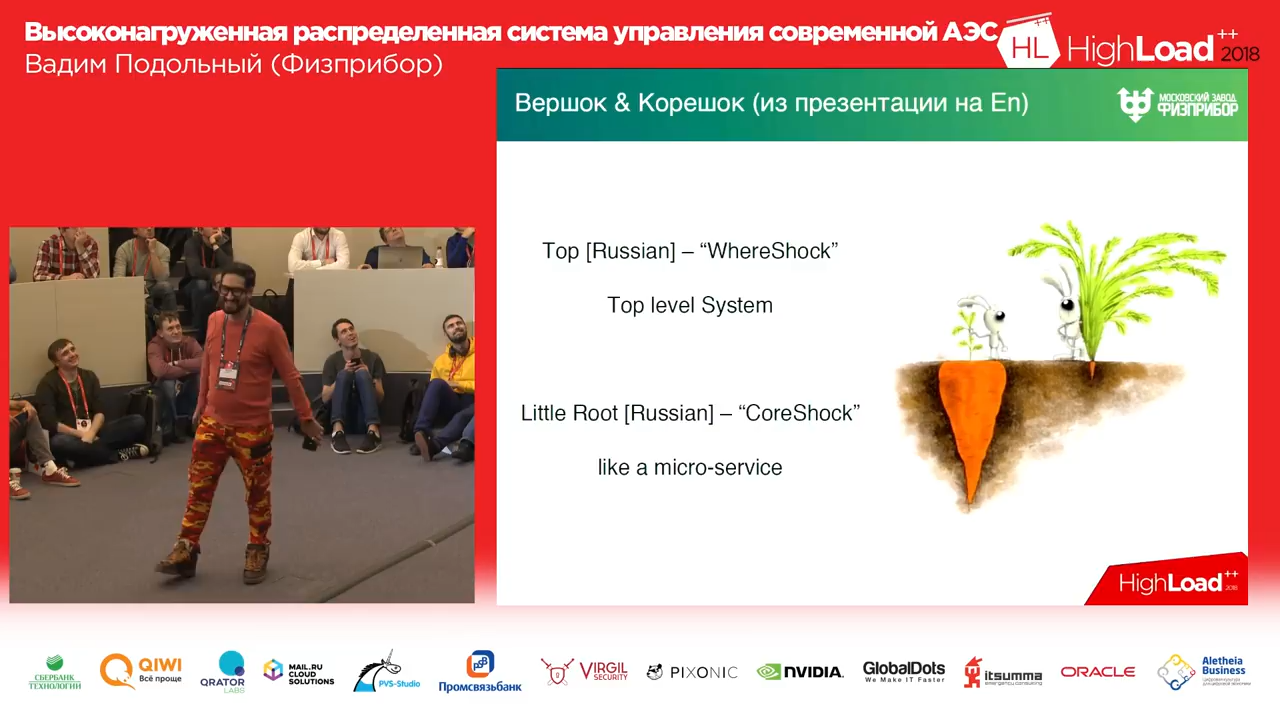 Высоконагруженная распределенная система управления современной АЭС
Вадим Подольный (Физприбор)
HL HighLoad++ 2018
Вершок & Корешок (из презентации на En)
МОСКОВСКИЙ ЗАВОД
ФИЗПРИБОР
Top [Russian] – “WhereShock”
Top level System
Little Root [Russian] – “CoreShock”
like a micro-service
HighLoad++ 2018
СБЕРБАНК
ТЕХНОЛОГИИ
QIWI
Всё проще
QRATOR
LABS
MAIL.RU
CLOUD
SOLUTIONS
PVS-Studio
Промсвязьбанк
VIRGIL
SECURITY
PIXONIC
NVIDIA.
GlobalDots
We Make IT Faster
itsumma
emergency consulting
ORACLE
Aletheia
Business